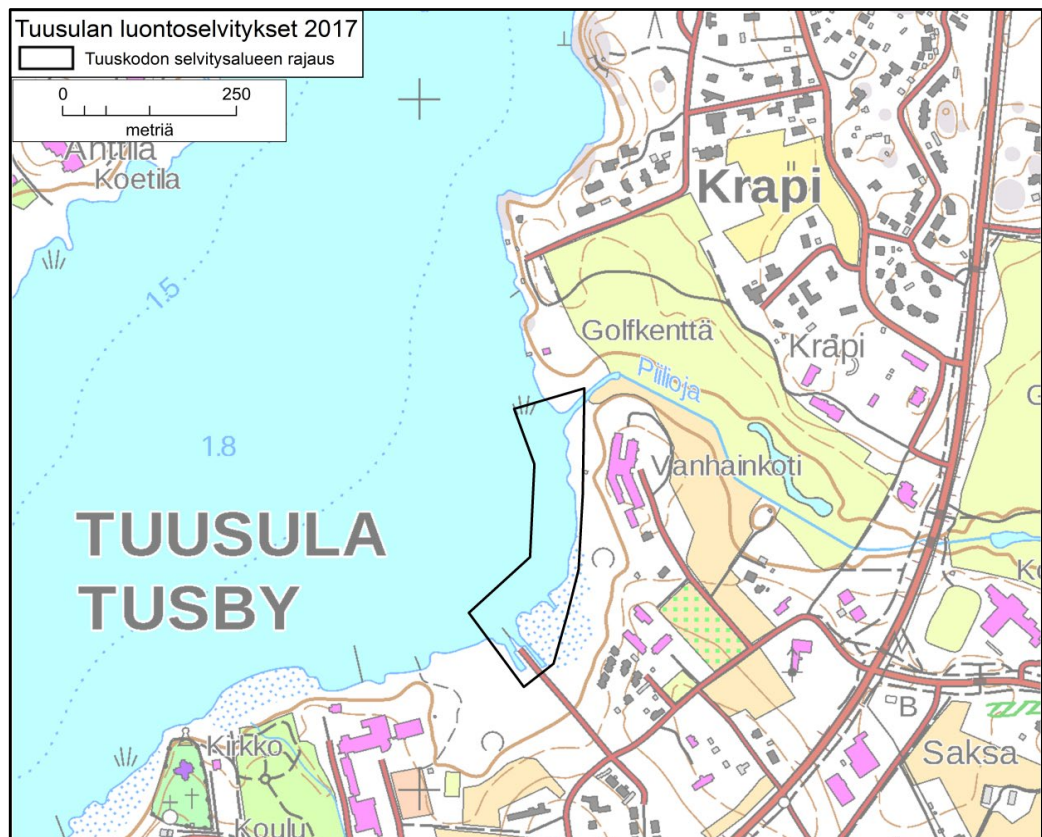 Tuusulan luontoselvitykset 2017
Tuuskodon selvitysalueen rajaus
0 250
metriä
Anttila
Koetila
Krapi
1.5
Golfkenttä
Krapi
Piilioja
1.8
Vanhainkoti
TUUSULA
TUSBY
B
Saksa
Kirkko
Koulu